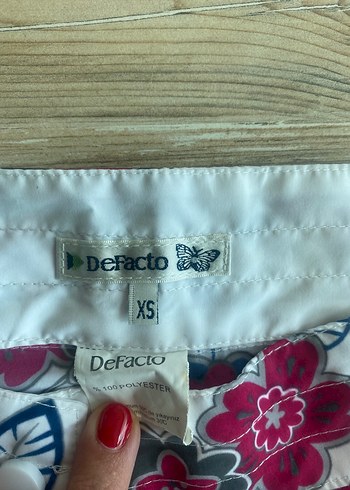 DeFacto
XS
DeFacto
% 100 POLYESTER